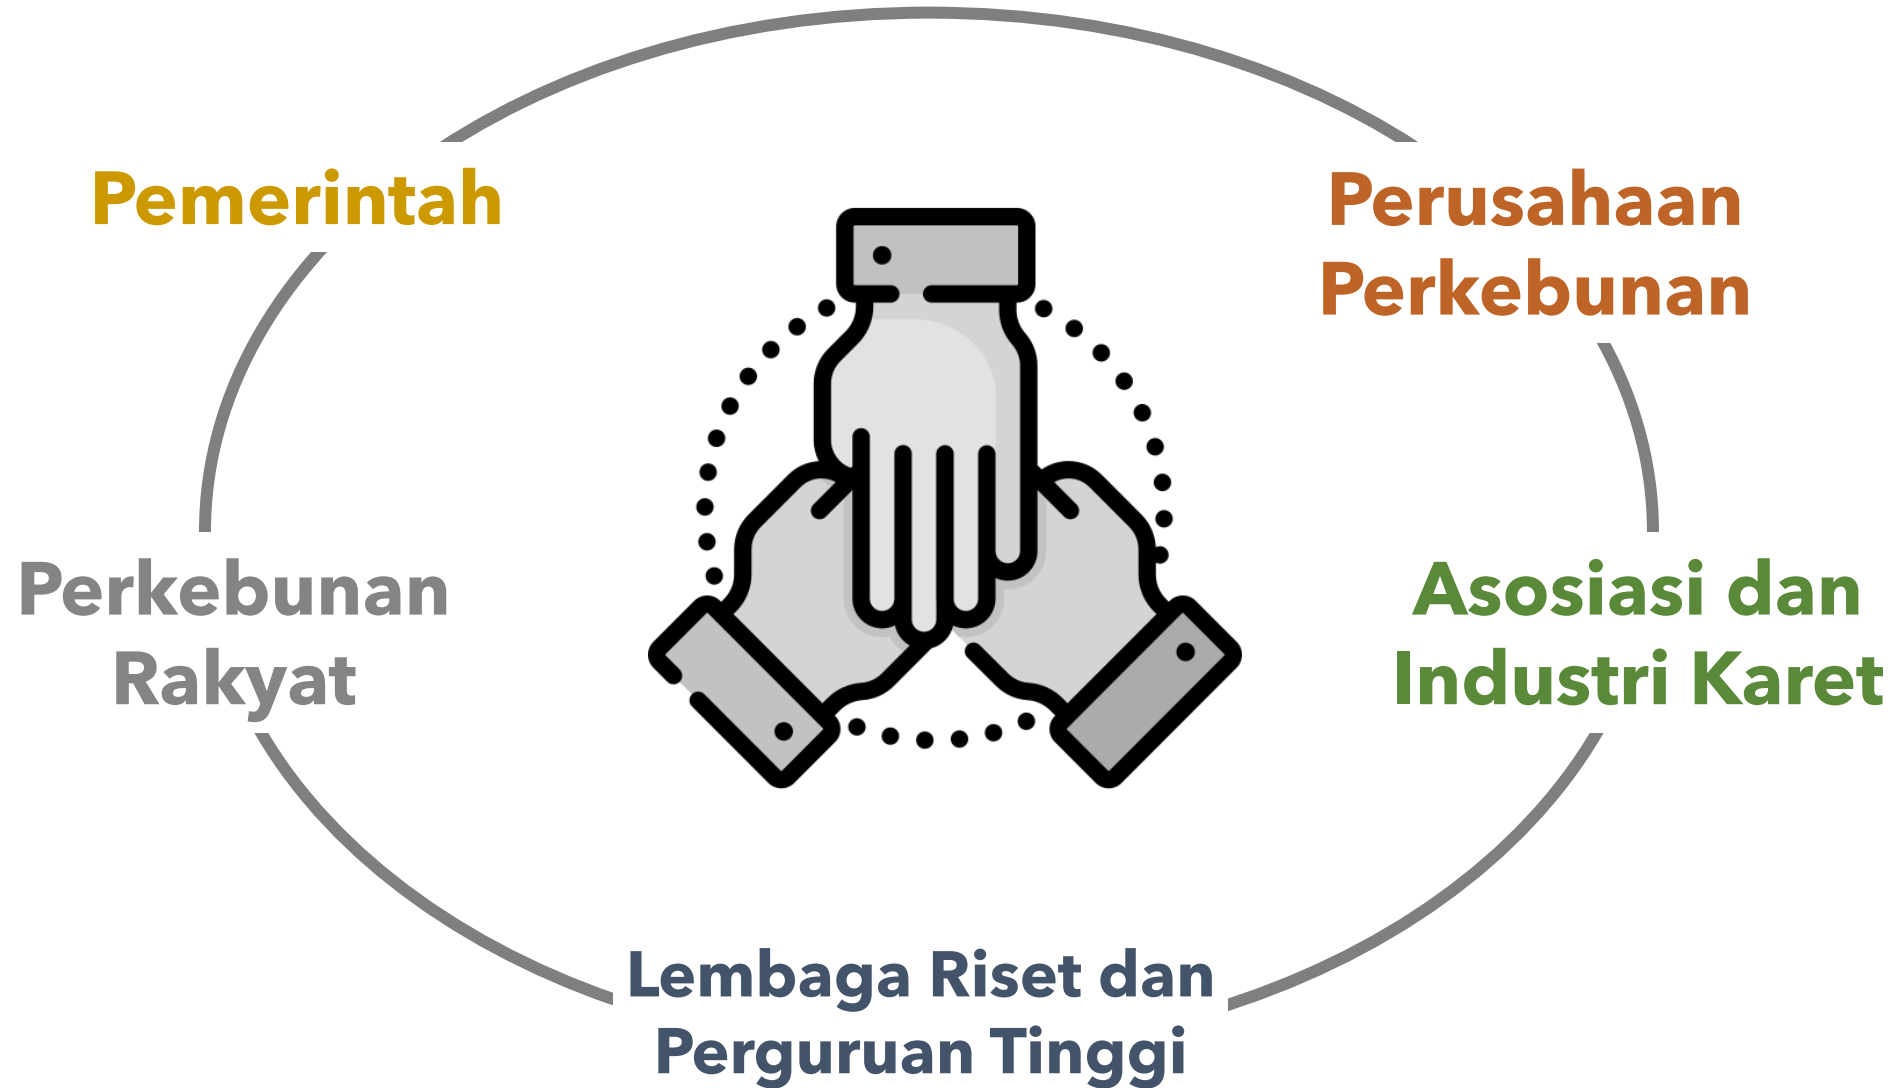 Pemerintah
Perusahaan
Perkebunan
Perkebunan
Rakyat
Asosiasi dan
Industri Karet
Lembaga Riset dan
Perguruan Tinggi